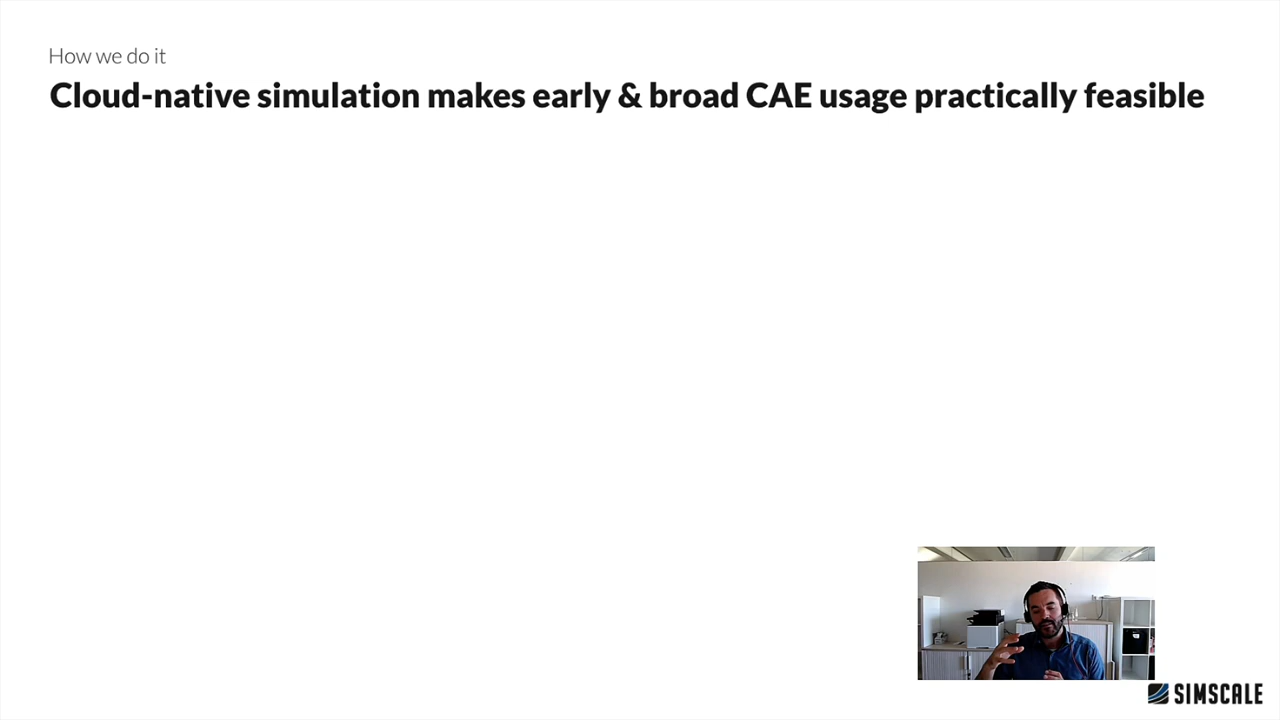 How we do it
Cloud-native simulation makes early & broad CAE usage practically feasible
SIMSCALE